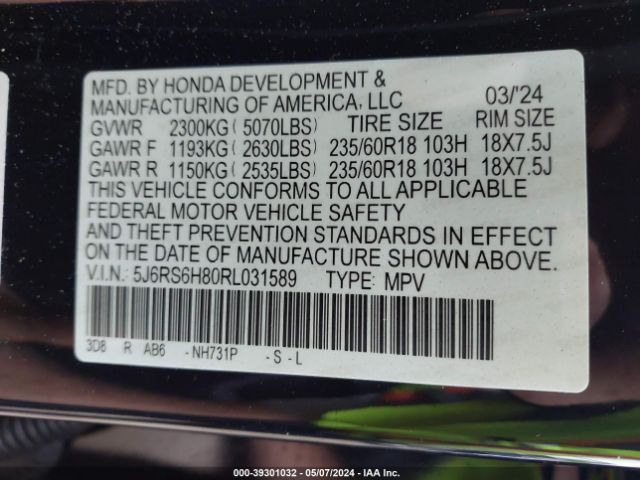 MFD. BY HONDA DEVELOPMENT &
MANUFACTURING OF AMERICA, LLC 03/'24
GVWR 2300KG ( 5070LBS) TIRE SIZE RIM SIZE
GAWR F 1193KG ( 2630LBS) 235/60R18 103H 18X7.5J
GAWR R 1150KG ( 2535LBS) 235/60R18 103H 18X7.5J
THIS VEHICLE CONFORMS TO ALL APPLICABLE
FEDERAL MOTOR VEHICLE SAFETY
AND THEFT PREVENTION STANDARDS IN EFFECT
ON THE DATE OF MANUFACTURE SHOWN ABOVE.
V.I.N.: 5J6RS6H80RL031589 TYPE: MPV
3D8 R AB6 - NH731P - S - L
000-39301032 — 05/07/2024 — IAA Inc.